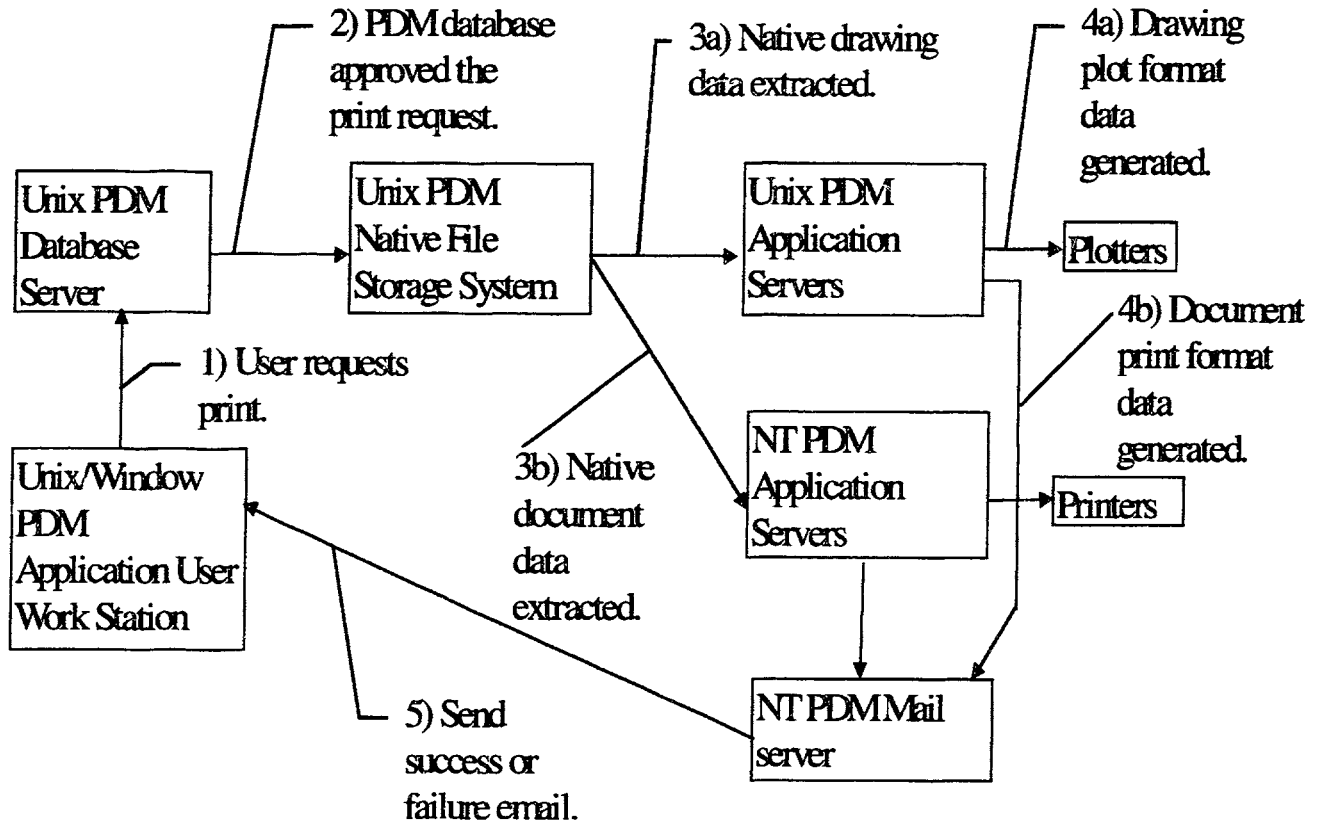 2) PDM database
approved the
print request.
3a) Native drawing
data extracted.
4a) Drawing
plot format
data
generated.
Unix PDM
Database
Server
Unix PDM
Native File
Storage System
Unix PDM
Application
Servers
Plotters
1) User requests
print.
4b) Document
print format
data
generated.
Unix/Window
PDM
Application User
Work Station
3b) Native
document
data
extracted.
NT PDM
Application
Servers
Printers
5) Send
success or
failure email.
NT PDM Mail
server